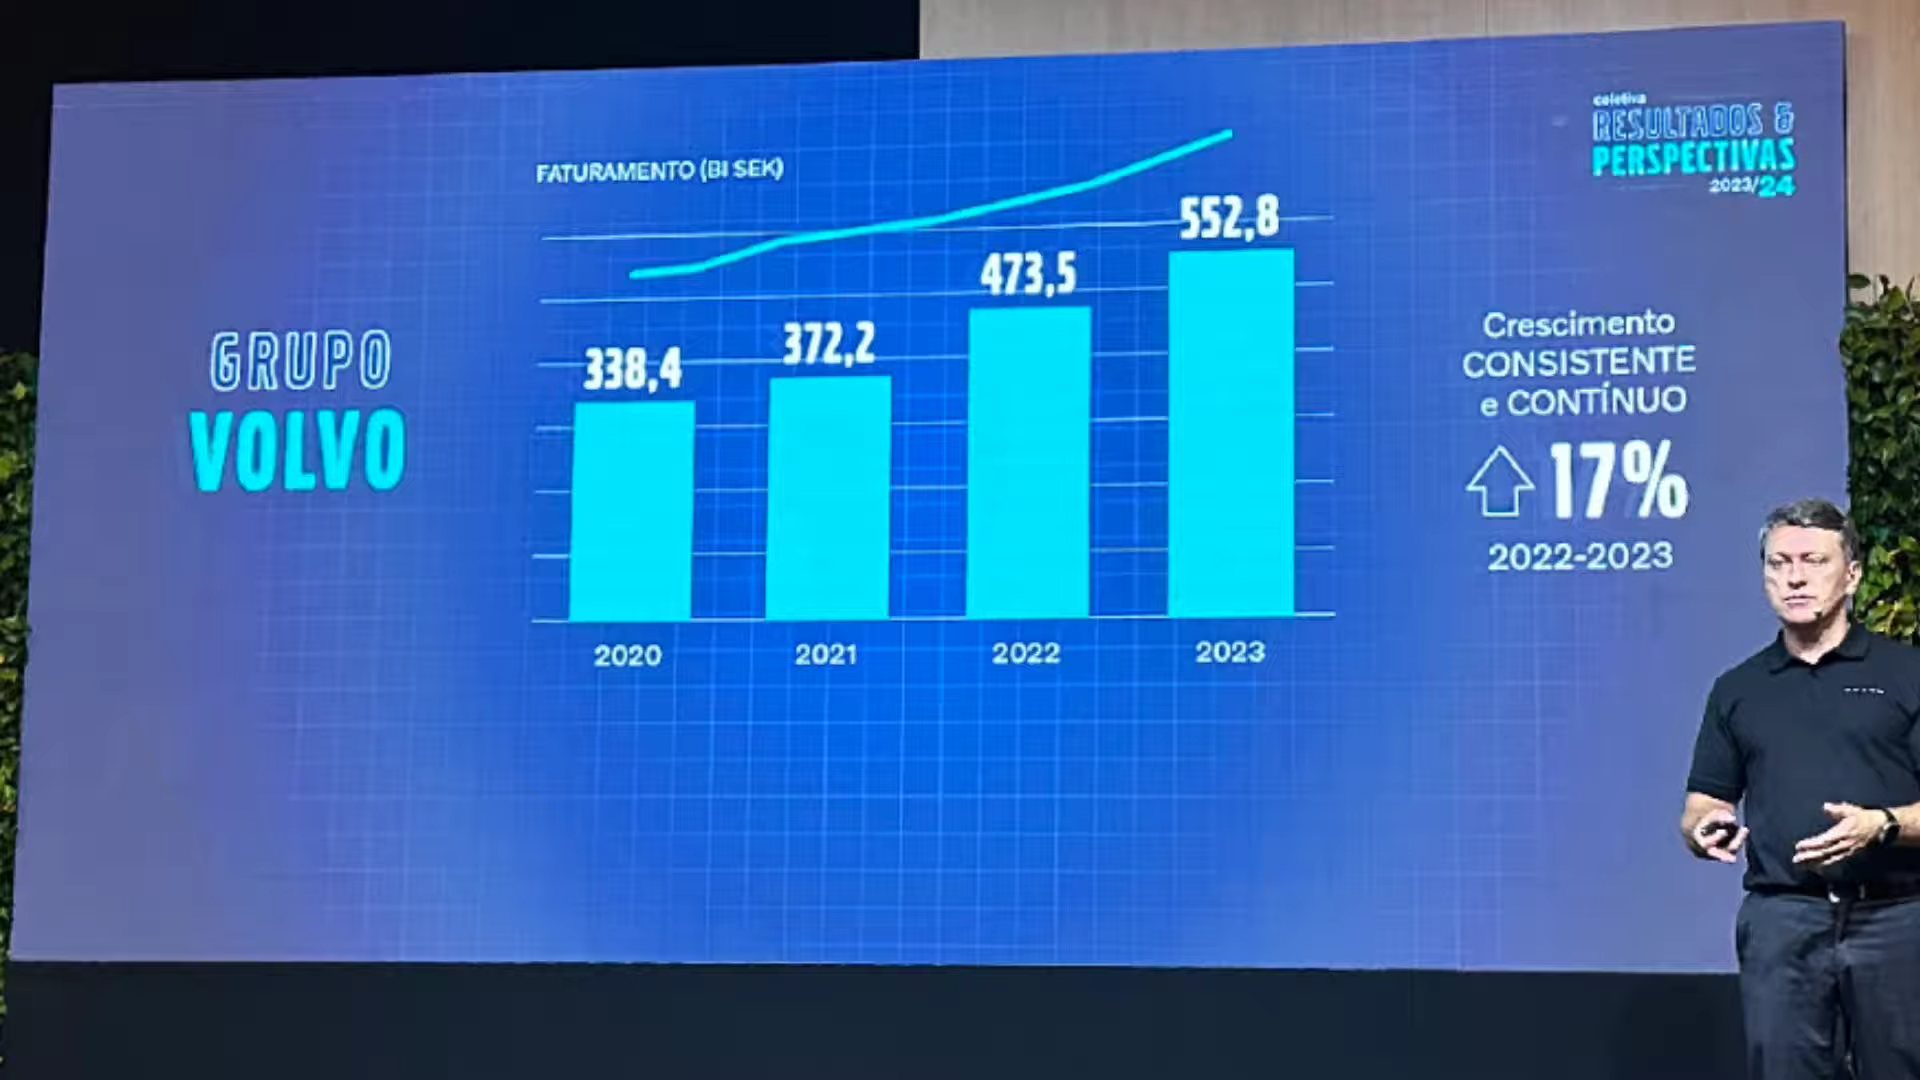 coletiva
RESULTADOS &
PERSPECTIVAS
2023/24
FATURAMENTO (BI SEK)
GRUPO
VOLVO
338,4
372,2
473,5
552,8
2020
2021
2022
2023
Crescimento
CONSISTENTE
e CONTÍNUO
17%
2022-2023